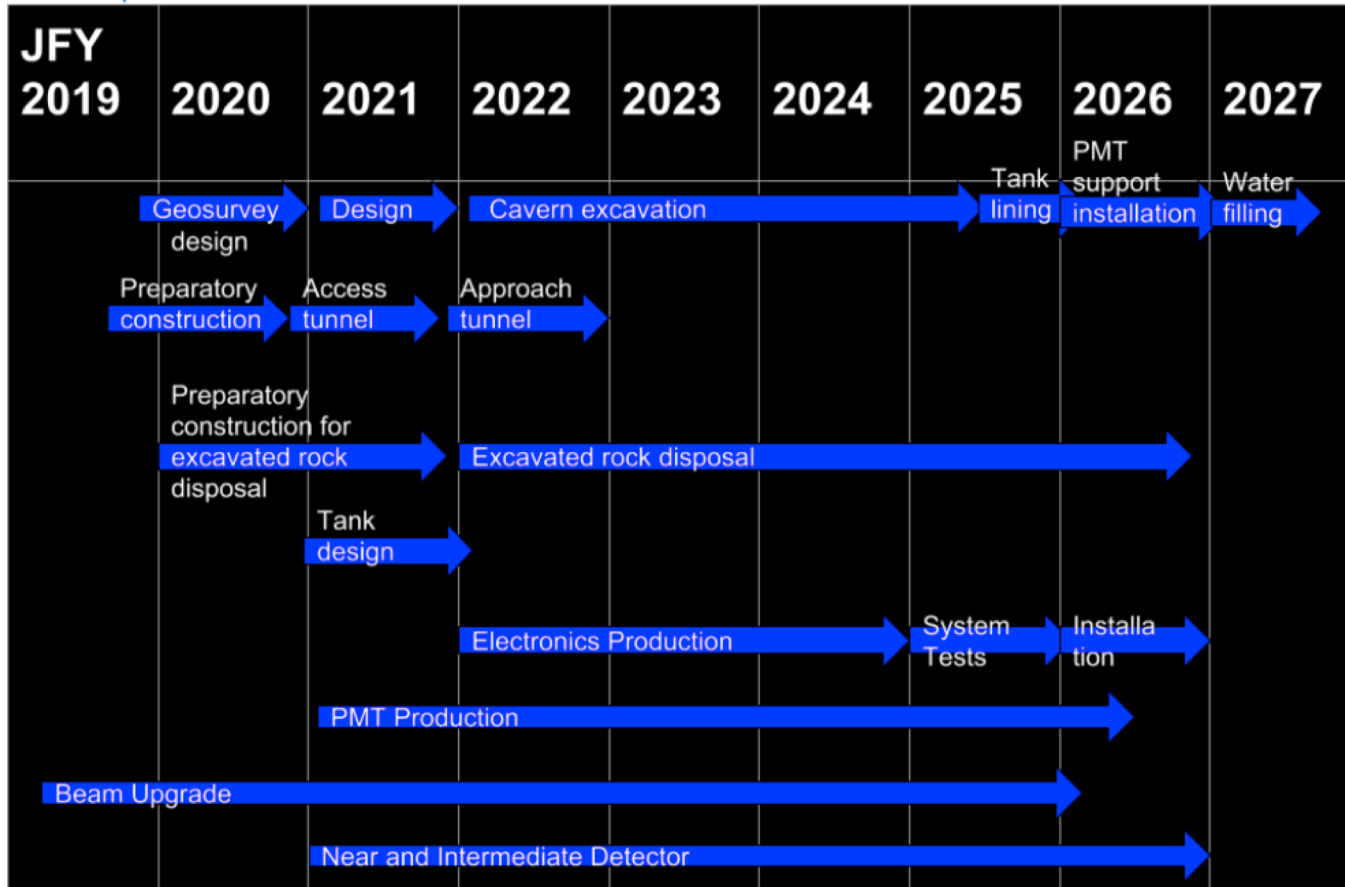 JFY
2019 2020 2021 2022 2023 2024 2025 2026 2027
Geosurvey
design
Design
Cavern excavation
Tank
lining
PMT
support
installation
Water
filling
Preparatory
construction
Access
tunnel
Approach
tunnel
Preparatory
construction for
excavated rock
disposal
Excavated rock disposal
Tank
design
Electronics Production
System
Tests
Installa
tion
PMT Production
Beam Upgrade
Near and Intermediate Detector